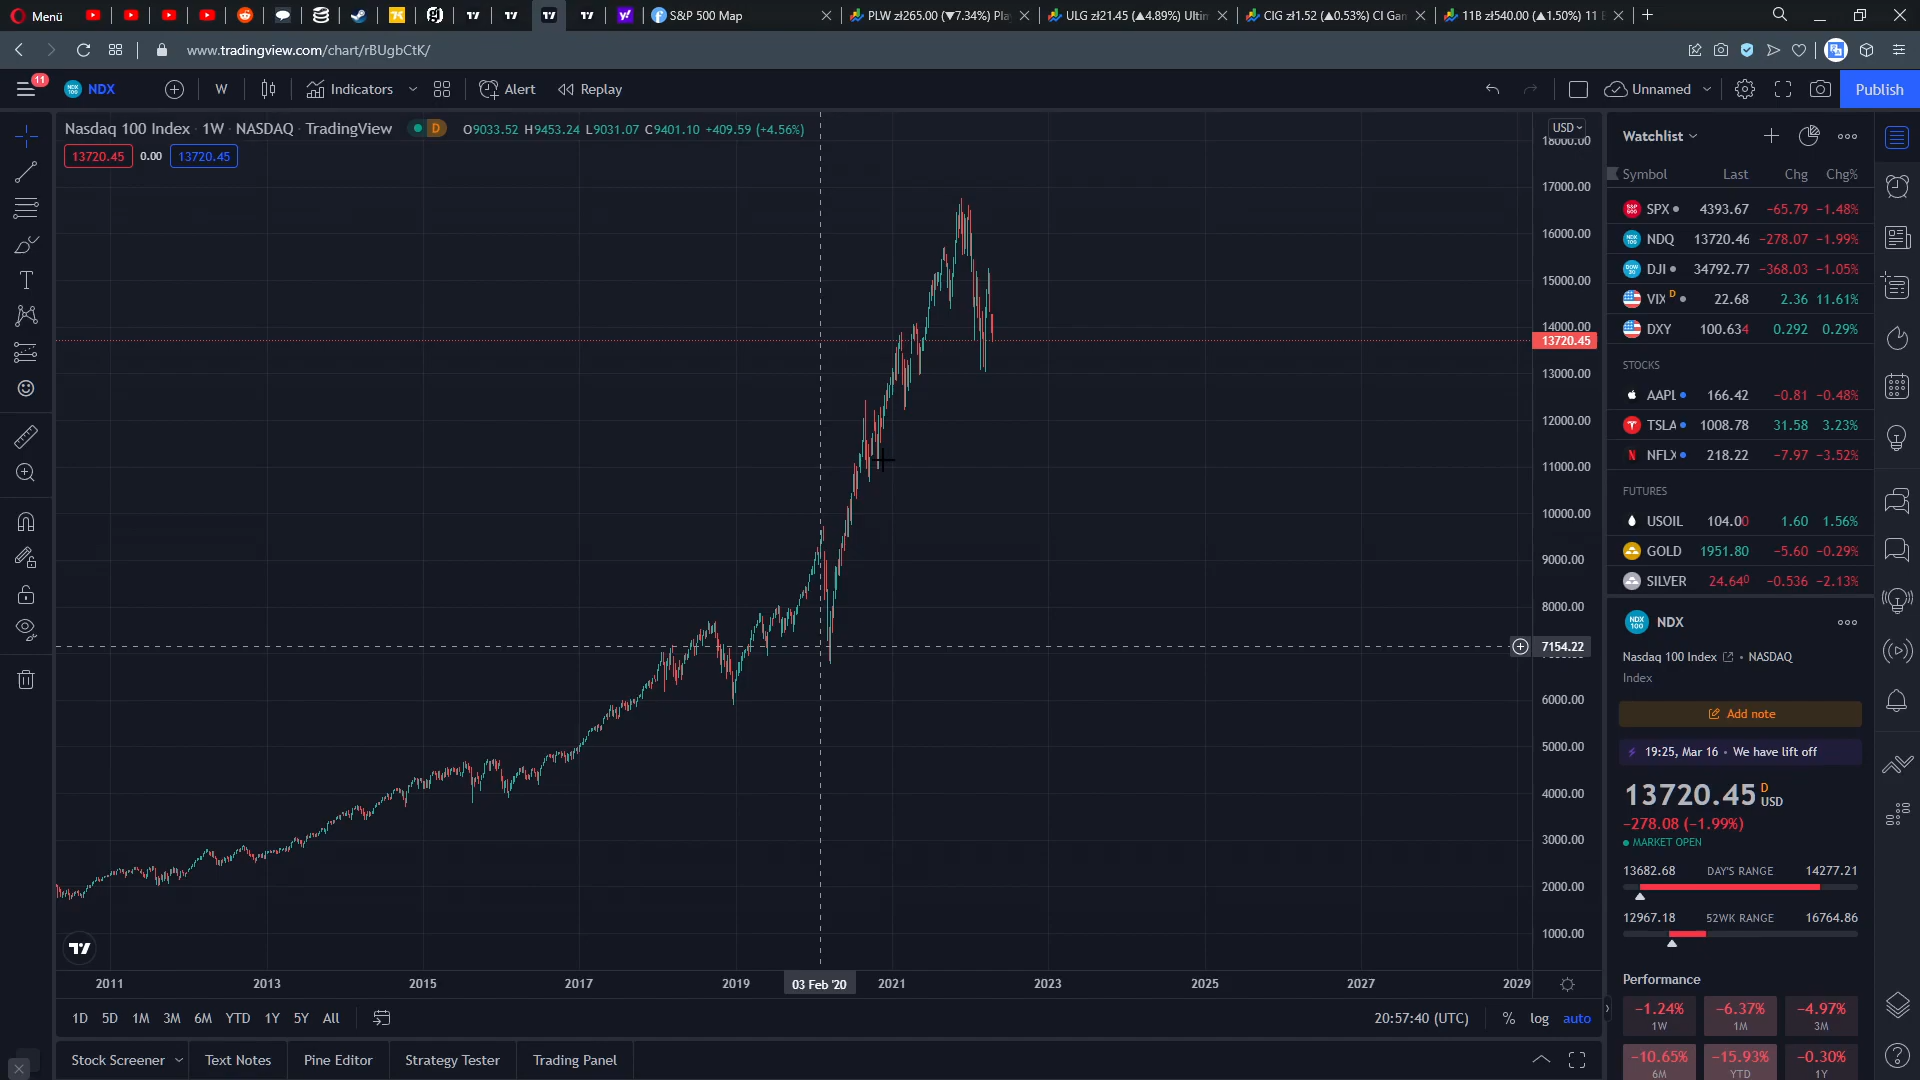 Menü
S&P 500 Map
PLW zł265.00 (▼7.34%) Pla
ULG zł21.45 (▲4.89%) Ultim
CIG zł1.52 (▲0.53%) CI Gam
11B zł540.00 (▲1.50%) 11 B
www.tradingview.com/chart/rBUgbCtK/
11
NDX
W
Indicators
Alert
Replay
Unnamed
Publish
Nasdaq 100 Index · 1W · NASDAQ · TradingView
D
O9033.52 H9453.24 L9031.07 C9401.10 +409.59 (+4.56%)
13720.45 0.00 13720.45
USD
18000.00
17000.00
16000.00
15000.00
14000.00
13720.45
13000.00
12000.00
11000.00
10000.00
9000.00
8000.00
7154.22
6000.00
5000.00
4000.00
3000.00
2000.00
1000.00
2011 2013 2015 2017 2019 03 Feb '20 2021 2023 2025 2027 2029
1D 5D 1M 3M 6M YTD 1Y 5Y All
20:57:40 (UTC) % log auto
Stock Screener Text Notes Pine Editor Strategy Tester Trading Panel
Watchlist
Symbol Last Chg Chg%
SPX 4393.67 −65.79 −1.48%
NDQ 13720.46 −278.07 −1.99%
DJI 34792.77 −368.03 −1.05%
VIX D 22.68 2.36 11.61%
DXY 100.634 0.292 0.29%
STOCKS
AAPL 166.42 −0.81 −0.48%
TSLA 1008.78 31.58 3.23%
NFLX 218.22 −7.97 −3.52%
FUTURES
USOIL 104.00 1.60 1.56%
GOLD 1951.80 −5.60 −0.29%
SILVER 24.640 −0.536 −2.13%
NDX
Nasdaq 100 Index • NASDAQ
Index
Add note
19:25, Mar 16 • We have lift off
13720.45 D USD
−278.08 (−1.99%)
MARKET OPEN
13682.68 DAY'S RANGE 14277.21
12967.18 52WK RANGE 16764.86
Performance
−1.24% −6.37% −4.97%
1W 1M 3M
−10.65% −15.93% −0.30%
6M YTD 1Y